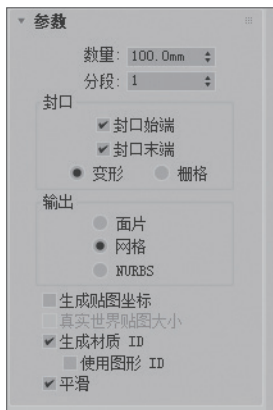 参数
数量: 100.0mm
分段: 1
封口
封口始端
封口末端
变形 栅格
输出
面片
网格
NURBS
生成贴图坐标
真实世界贴图大小
生成材质 ID
使用图形 ID
平滑